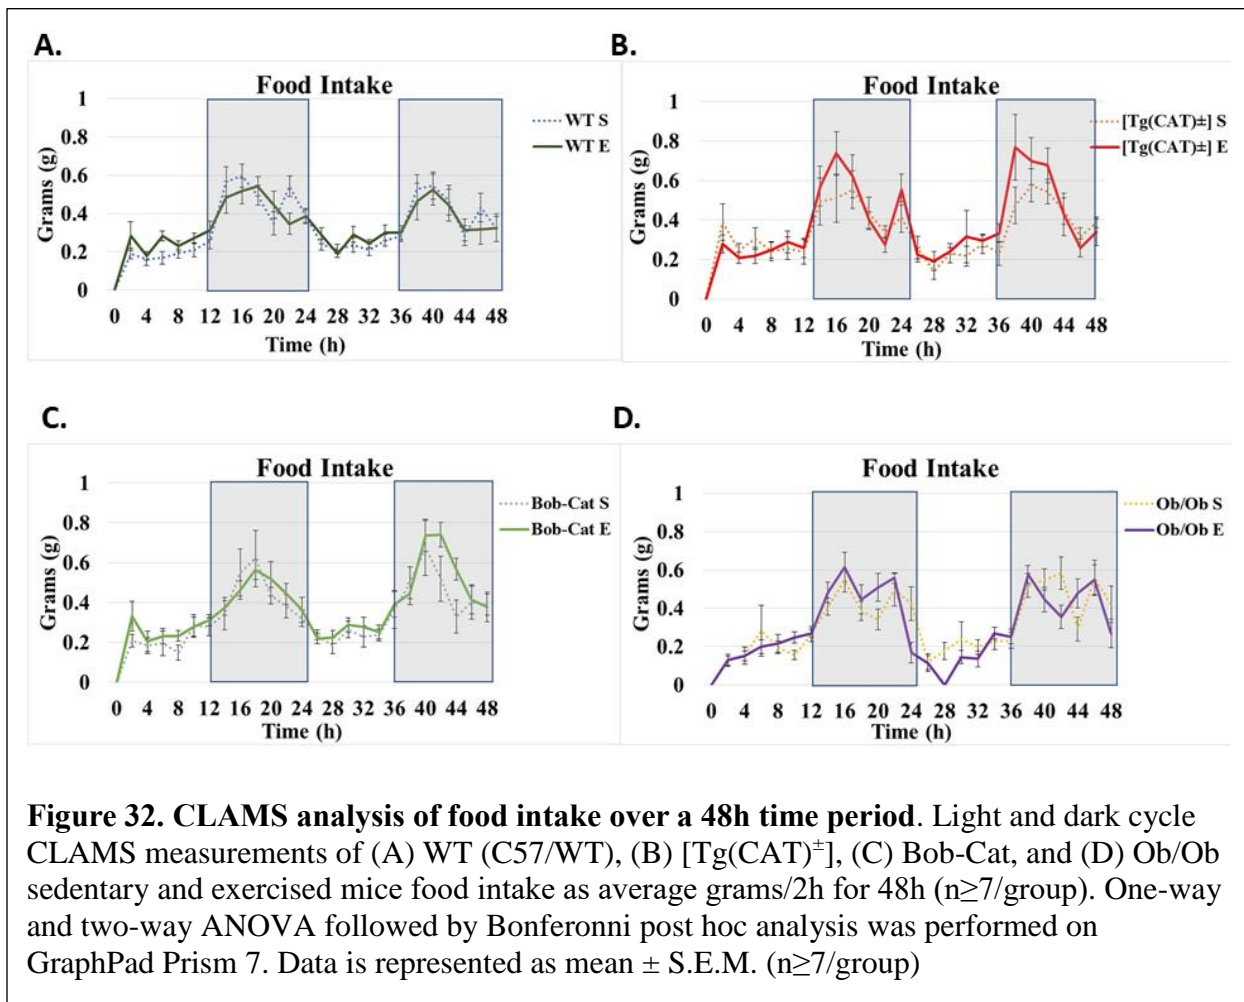 A.
Food Intake
1
0.8
0.6
0.4
0.2
0
Grams (g)
0 4 8 12 16 20 24 28 32 36 40 44 48
Time (h)
WT S
WT E
B.
Food Intake
1
0.8
0.6
0.4
0.2
0
Grams (g)
0 4 8 12 16 20 24 28 32 36 40 44 48
Time (h)
[Tg(CAT)±] S
[Tg(CAT)±] E
C.
Food Intake
1
0.8
0.6
0.4
0.2
0
Grams (g)
0 4 8 12 16 20 24 28 32 36 40 44 48
Time (h)
Bob-Cat S
Bob-Cat E
D.
Food Intake
1
0.8
0.6
0.4
0.2
0
Grams (g)
0 4 8 12 16 20 24 28 32 36 40 44 48
Time (h)
Ob/Ob S
Ob/Ob E
Figure 32. CLAMS analysis of food intake over a 48h time period. Light and dark cycle
CLAMS measurements of (A) WT (C57/WT), (B) [Tg(CAT)±], (C) Bob-Cat, and (D) Ob/Ob
sedentary and exercised mice food intake as average grams/2h for 48h (n≥7/group). One-way
and two-way ANOVA followed by Bonferonni post hoc analysis was performed on
GraphPad Prism 7. Data is represented as mean ± S.E.M. (n≥7/group)